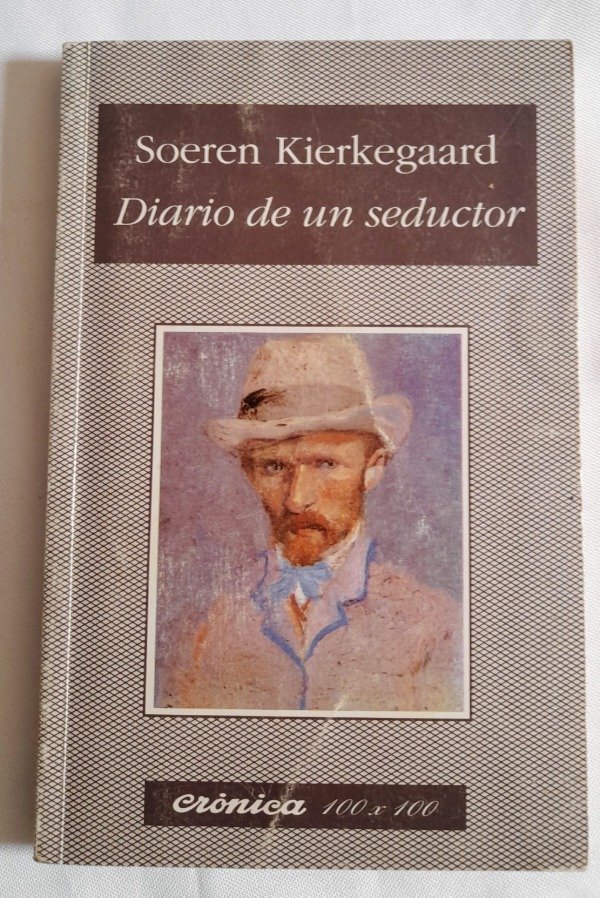 Soeren Kierkegaard
Diario de un seductor
crónica 100 x 100